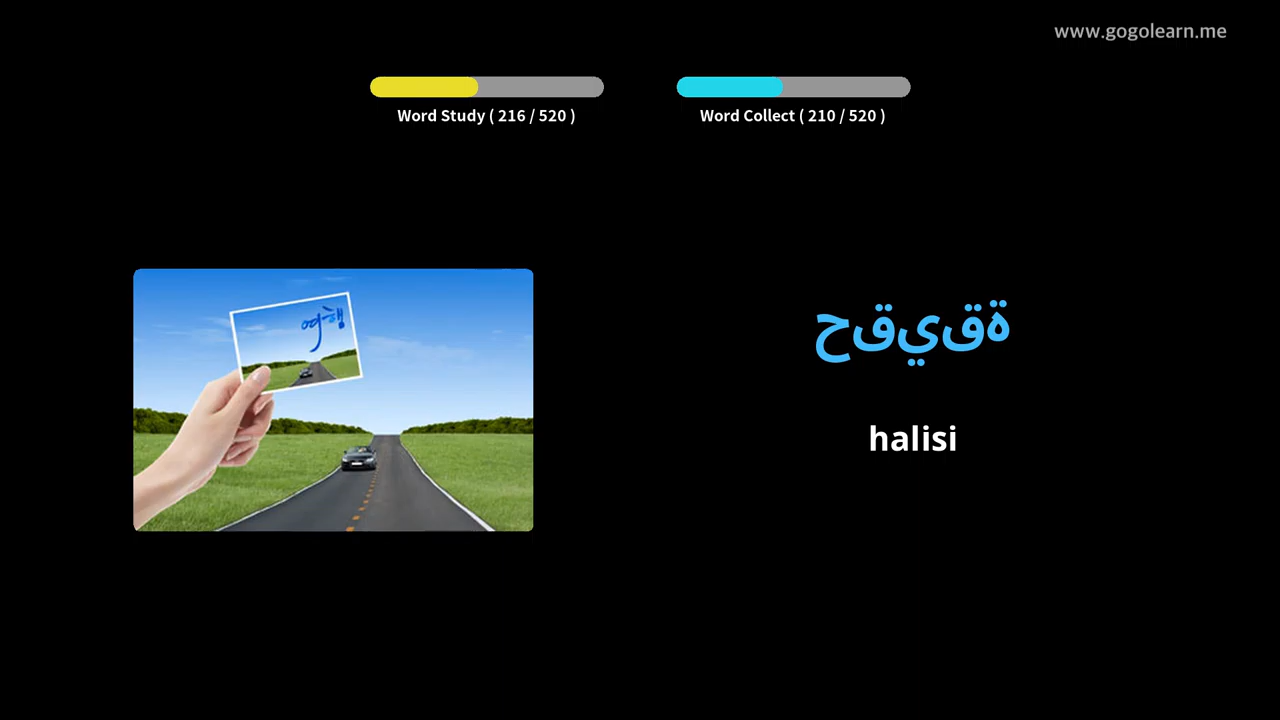 www.gogolearn.me
Word Study ( 216 / 520 )
Word Collect ( 210 / 520 )
여행
حقيقة
halisi